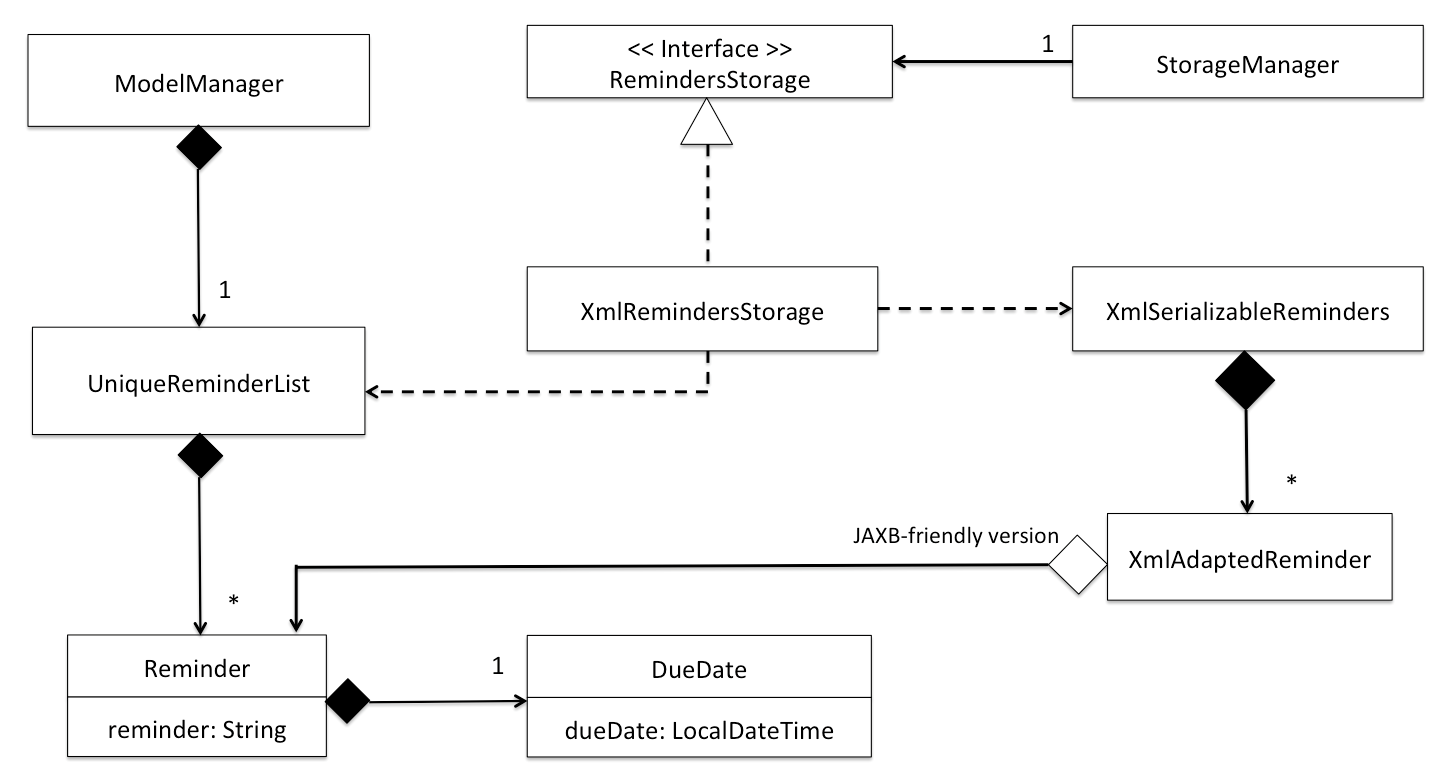 ModelManager
<< Interface >>
RemindersStorage
1
StorageManager
1
XmlRemindersStorage
XmlSerializableReminders
UniqueReminderList
*
JAXB-friendly version
XmlAdaptedReminder
*
Reminder
reminder: String
1
DueDate
dueDate: LocalDateTime